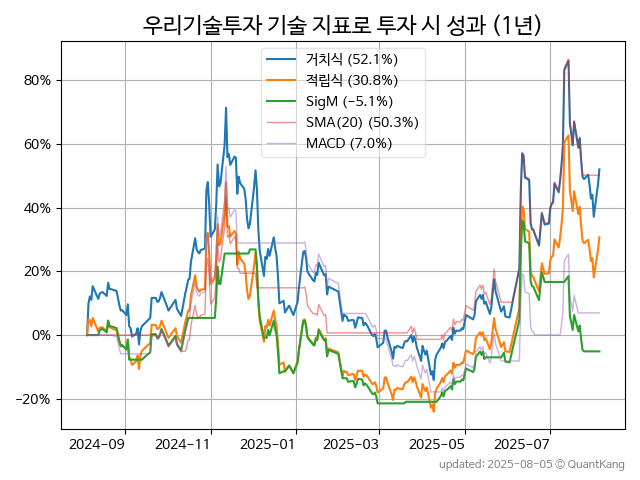 우리기술투자 기술 지표로 투자 시 성과 (1년)
거치식 (52.1%)
적립식 (30.8%)
SigM (-5.1%)
SMA(20) (50.3%)
MACD (7.0%)
80%
60%
40%
20%
0%
-20%
2024-09 2024-11 2025-01 2025-03 2025-05 2025-07
updated: 2025-08-05 © QuantKang